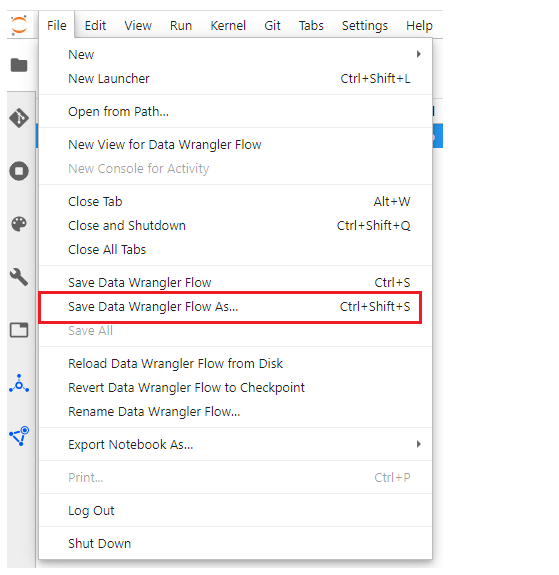 File Edit View Run Kernel Git Tabs Settings Help
New
New Launcher Ctrl+Shift+L
Open from Path...
New View for Data Wrangler Flow
New Console for Activity
Close Tab Alt+W
Close and Shutdown Ctrl+Shift+Q
Close All Tabs
Save Data Wrangler Flow Ctrl+S
Save Data Wrangler Flow As... Ctrl+Shift+S
Save All
Reload Data Wrangler Flow from Disk
Revert Data Wrangler Flow to Checkpoint
Rename Data Wrangler Flow...
Export Notebook As...
Print... Ctrl+P
Log Out
Shut Down